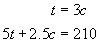 t = 3c
5t + 2.5c = 210